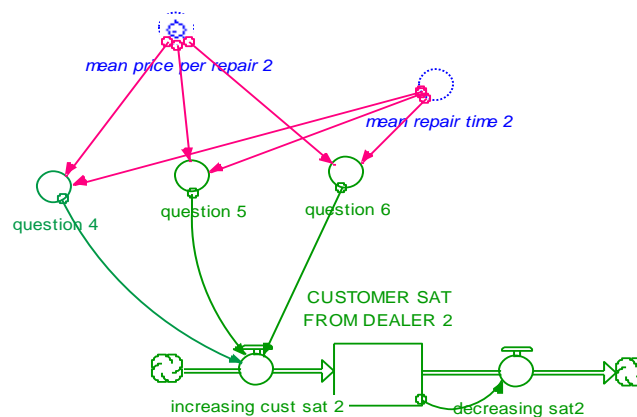 mean price per repair 2
mean repair time 2
question 4
question 5
question 6
CUSTOMER SAT
FROM DEALER 2
increasing cust sat 2
decreasing sat2